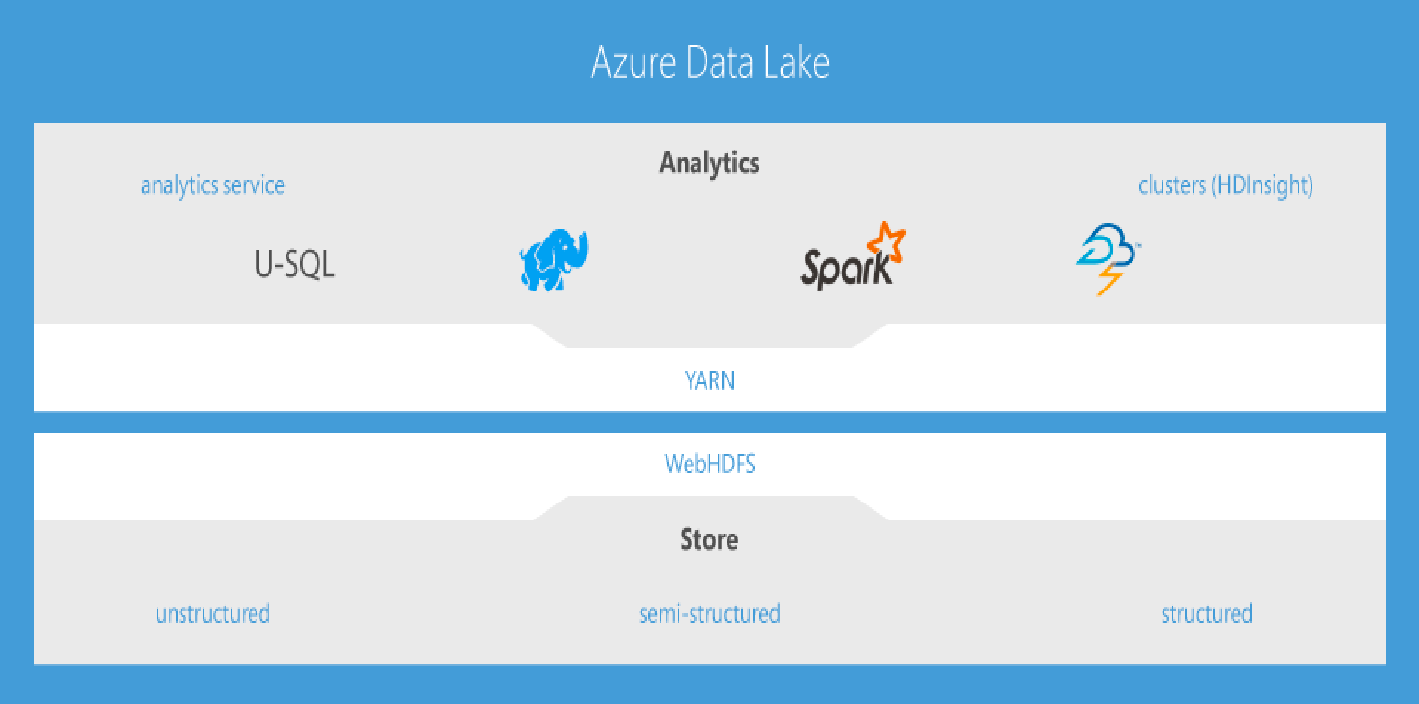 Azure Data Lake
Analytics
analytics service
clusters (HDInsight)
U-SQL
Spark
YARN
WebHDFS
Store
unstructured
semi-structured
structured